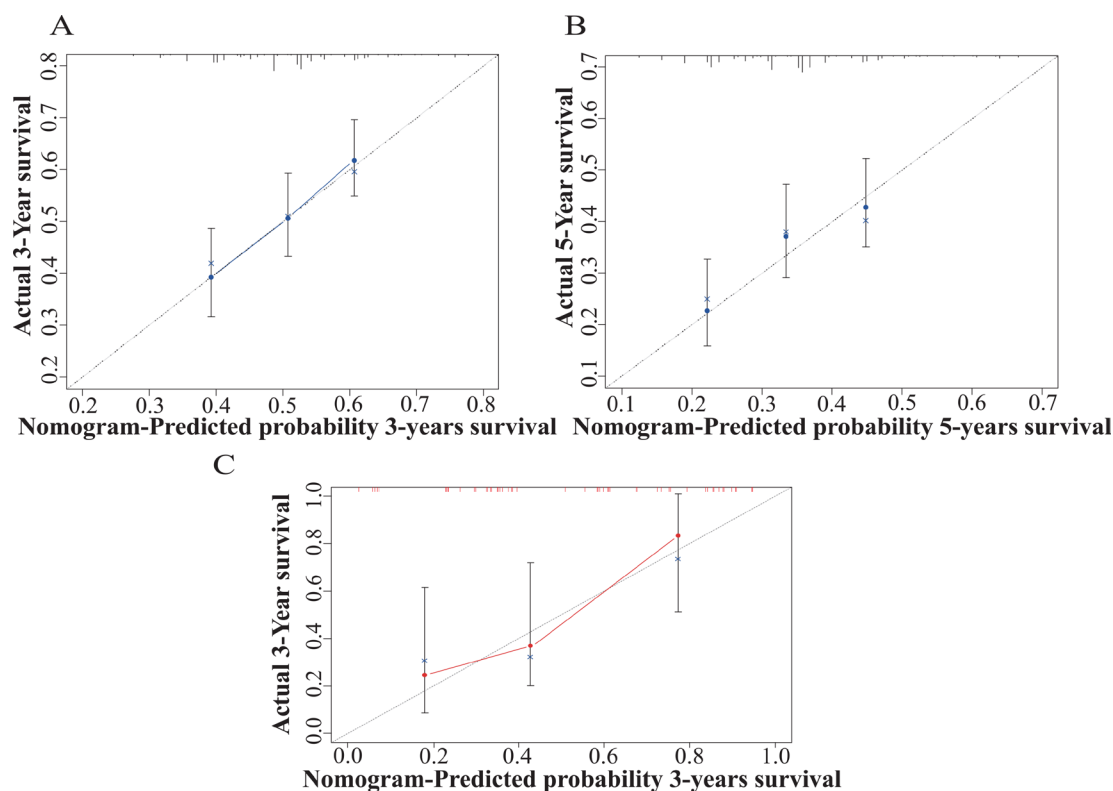 A
Actual 3-Year survival
0.8
0.7
0.6
0.5
0.4
0.3
0.2
0.2 0.3 0.4 0.5 0.6 0.7 0.8
Nomogram-Predicted probability 3-years survival
B
Actual 5-Year survival
0.7
0.6
0.5
0.4
0.3
0.2
0.1
0.1 0.2 0.3 0.4 0.5 0.6 0.7
Nomogram-Predicted probability 5-years survival
C
Actual 3-Year survival
1.0
0.8
0.6
0.4
0.2
0.0
0.0 0.2 0.4 0.6 0.8 1.0
Nomogram-Predicted probability 3-years survival